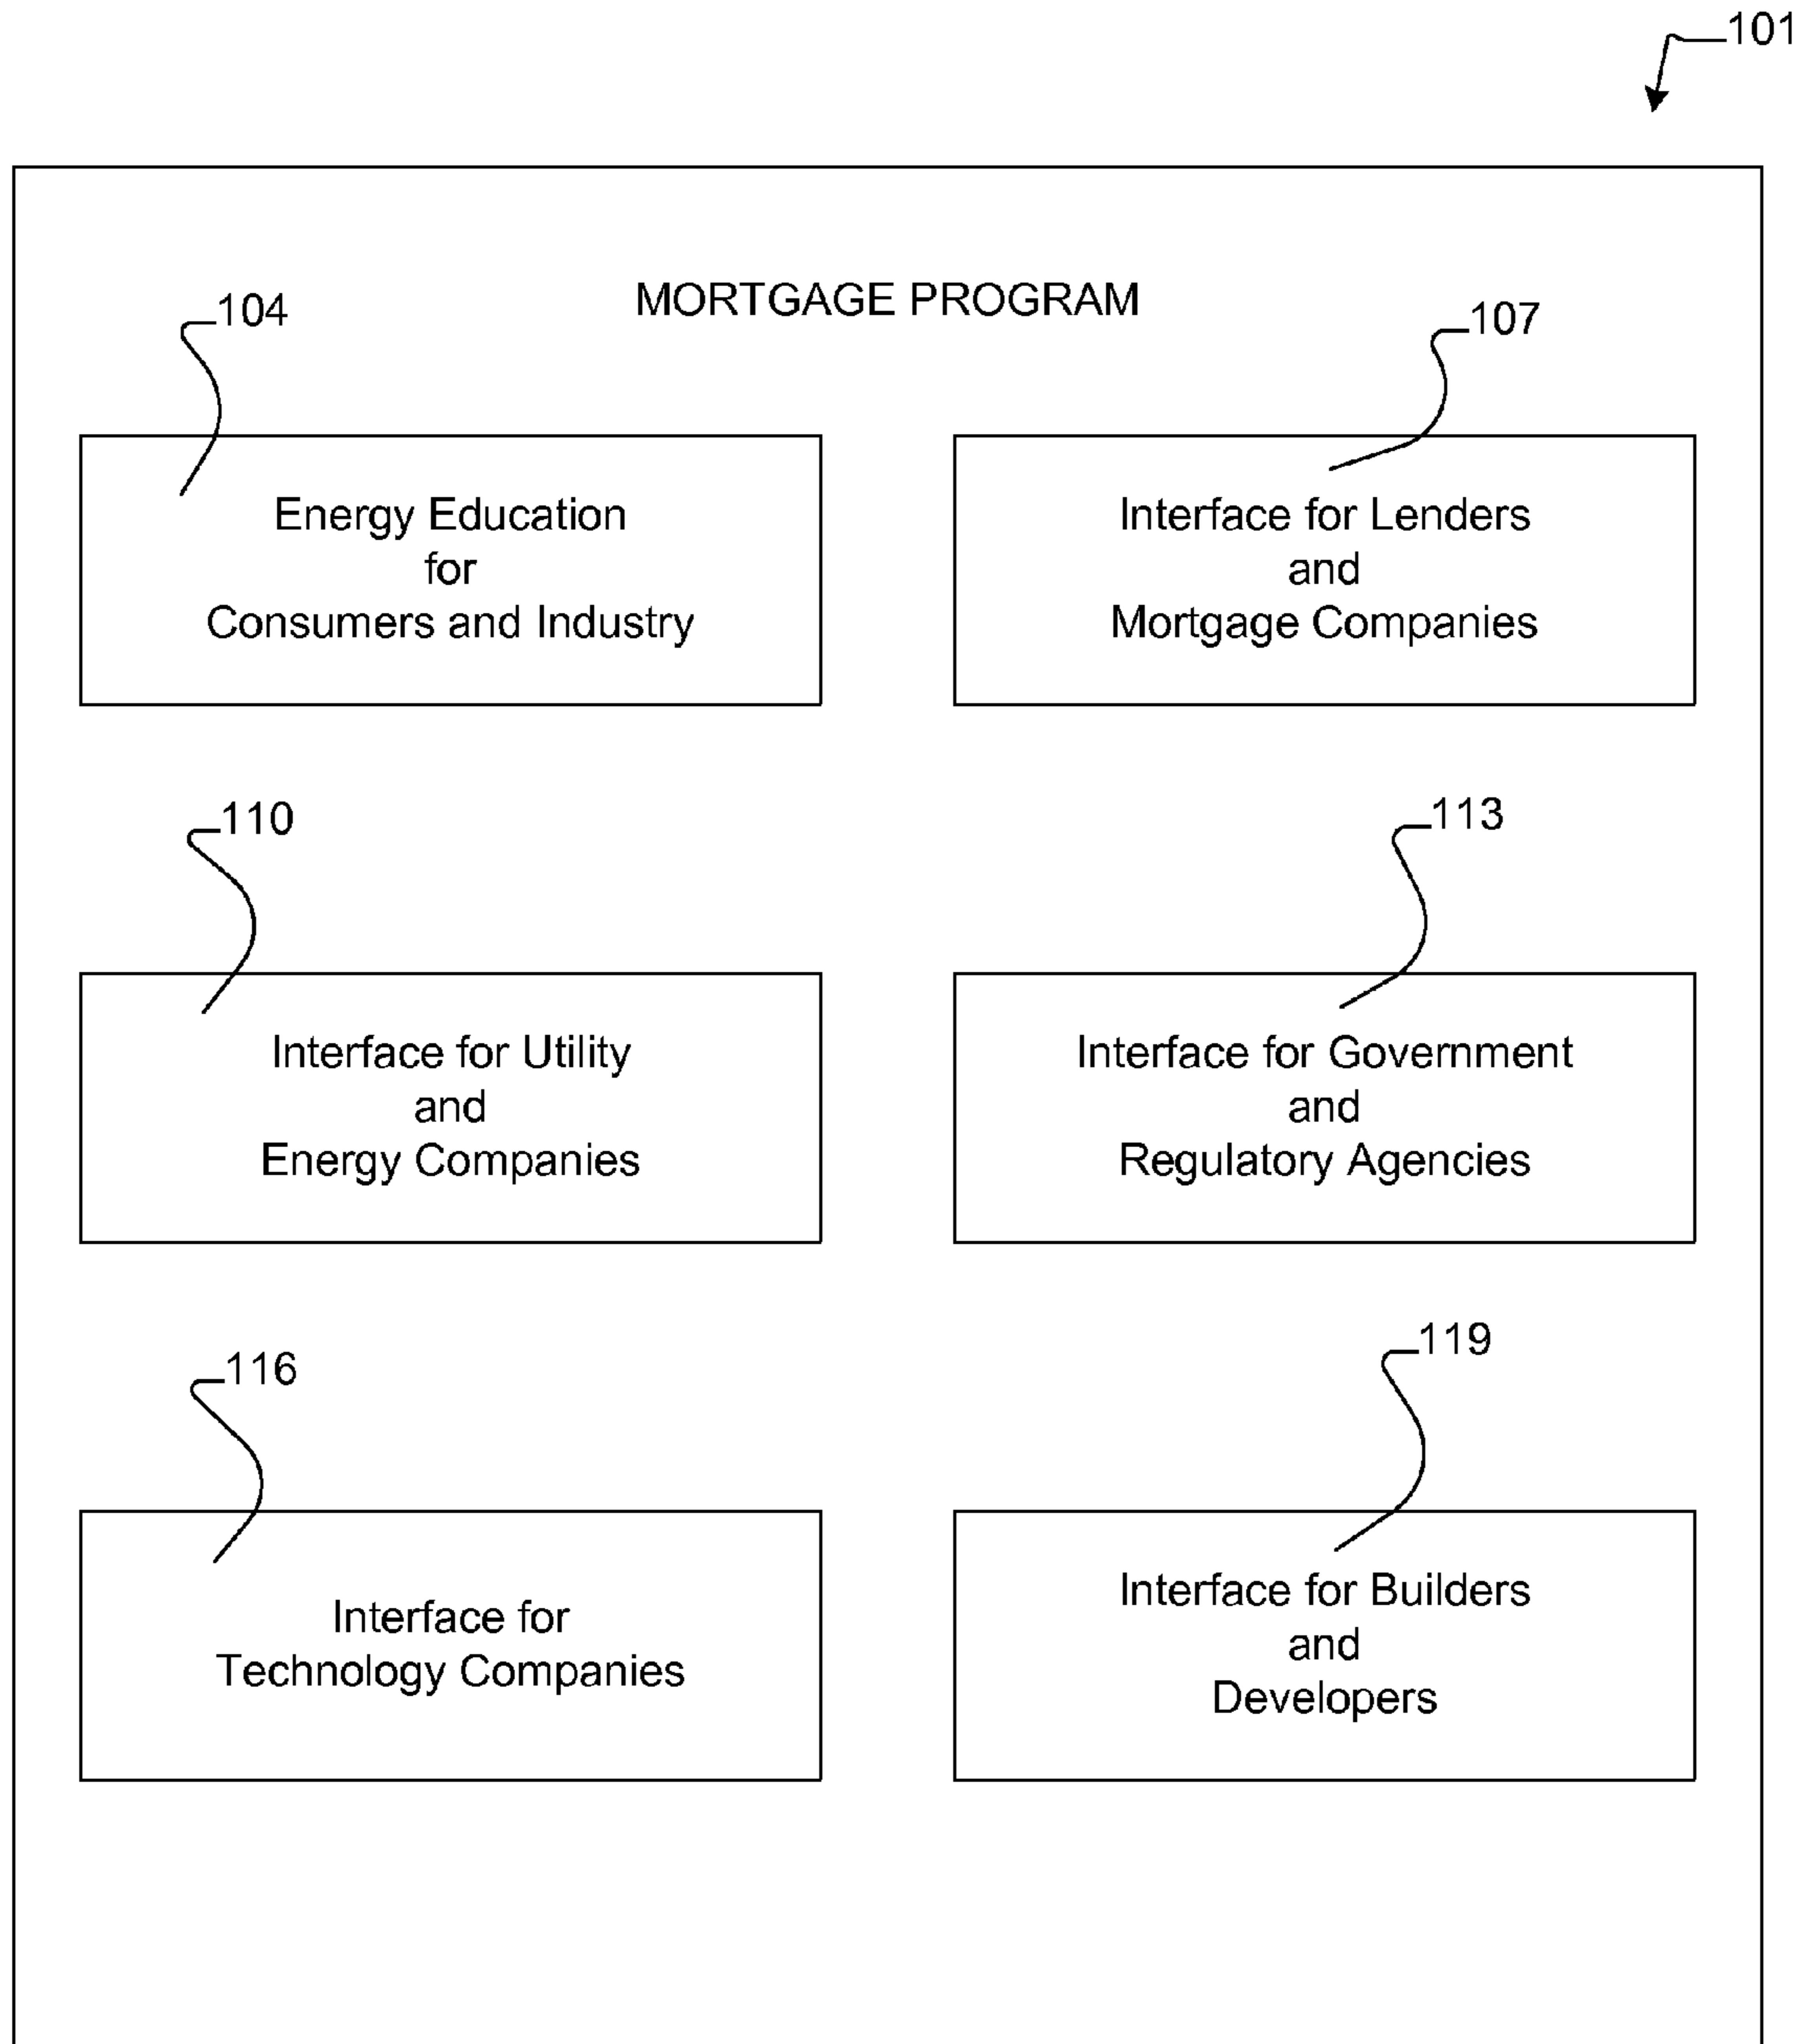 101
MORTGAGE PROGRAM
104
107
Energy Education
for
Consumers and Industry
Interface for Lenders
and
Mortgage Companies
110
113
Interface for Utility
and
Energy Companies
Interface for Government
and
Regulatory Agencies
116
119
Interface for
Technology Companies
Interface for Builders
and
Developers